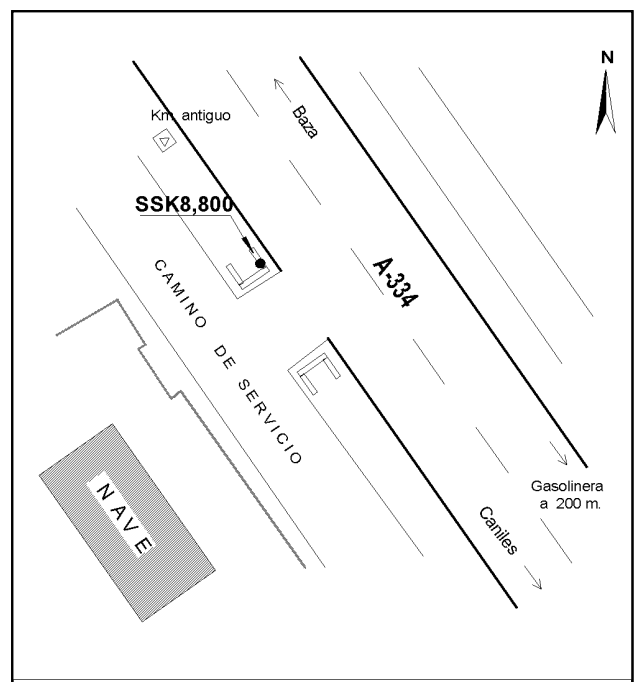 N
Km. antiguo
Baza
SSK8,800
A-334
CAMINO DE SERVICIO
Gasolinera
a 200 m.
NAVE
Caniles